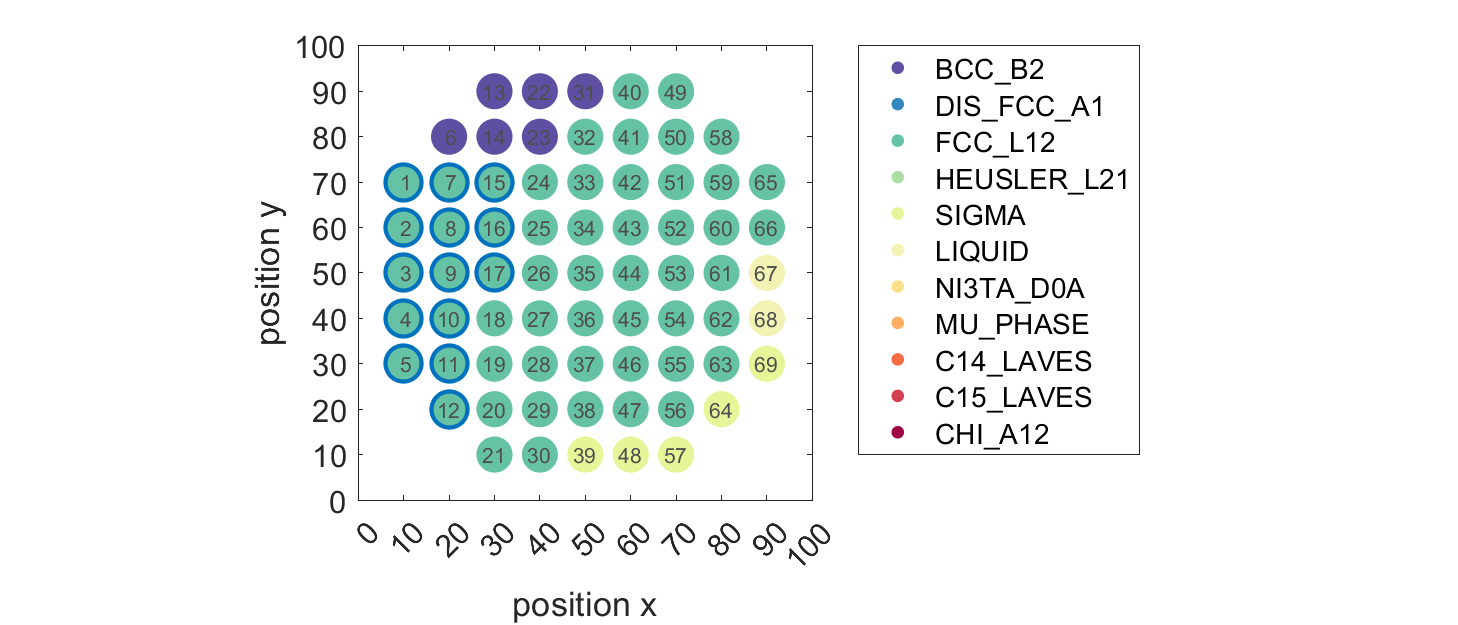 100
90
80
70
60
50
40
30
20
10
0
position y
13 22 31 40 49
6 14 23 32 41 50 58
1 7 15 24 33 42 51 59 65
2 8 16 25 34 43 52 60 66
3 9 17 26 35 44 53 61 67
4 10 18 27 36 45 54 62 68
5 11 19 28 37 46 55 63 69
12 20 29 38 47 56 64
21 30 39 48 57
0 10 20 30 40 50 60 70 80 90 100
position x
BCC_B2
DIS_FCC_A1
FCC_L12
HEUSLER_L21
SIGMA
LIQUID
NI3TA_D0A
MU_PHASE
C14_LAVES
C15_LAVES
CHI_A12